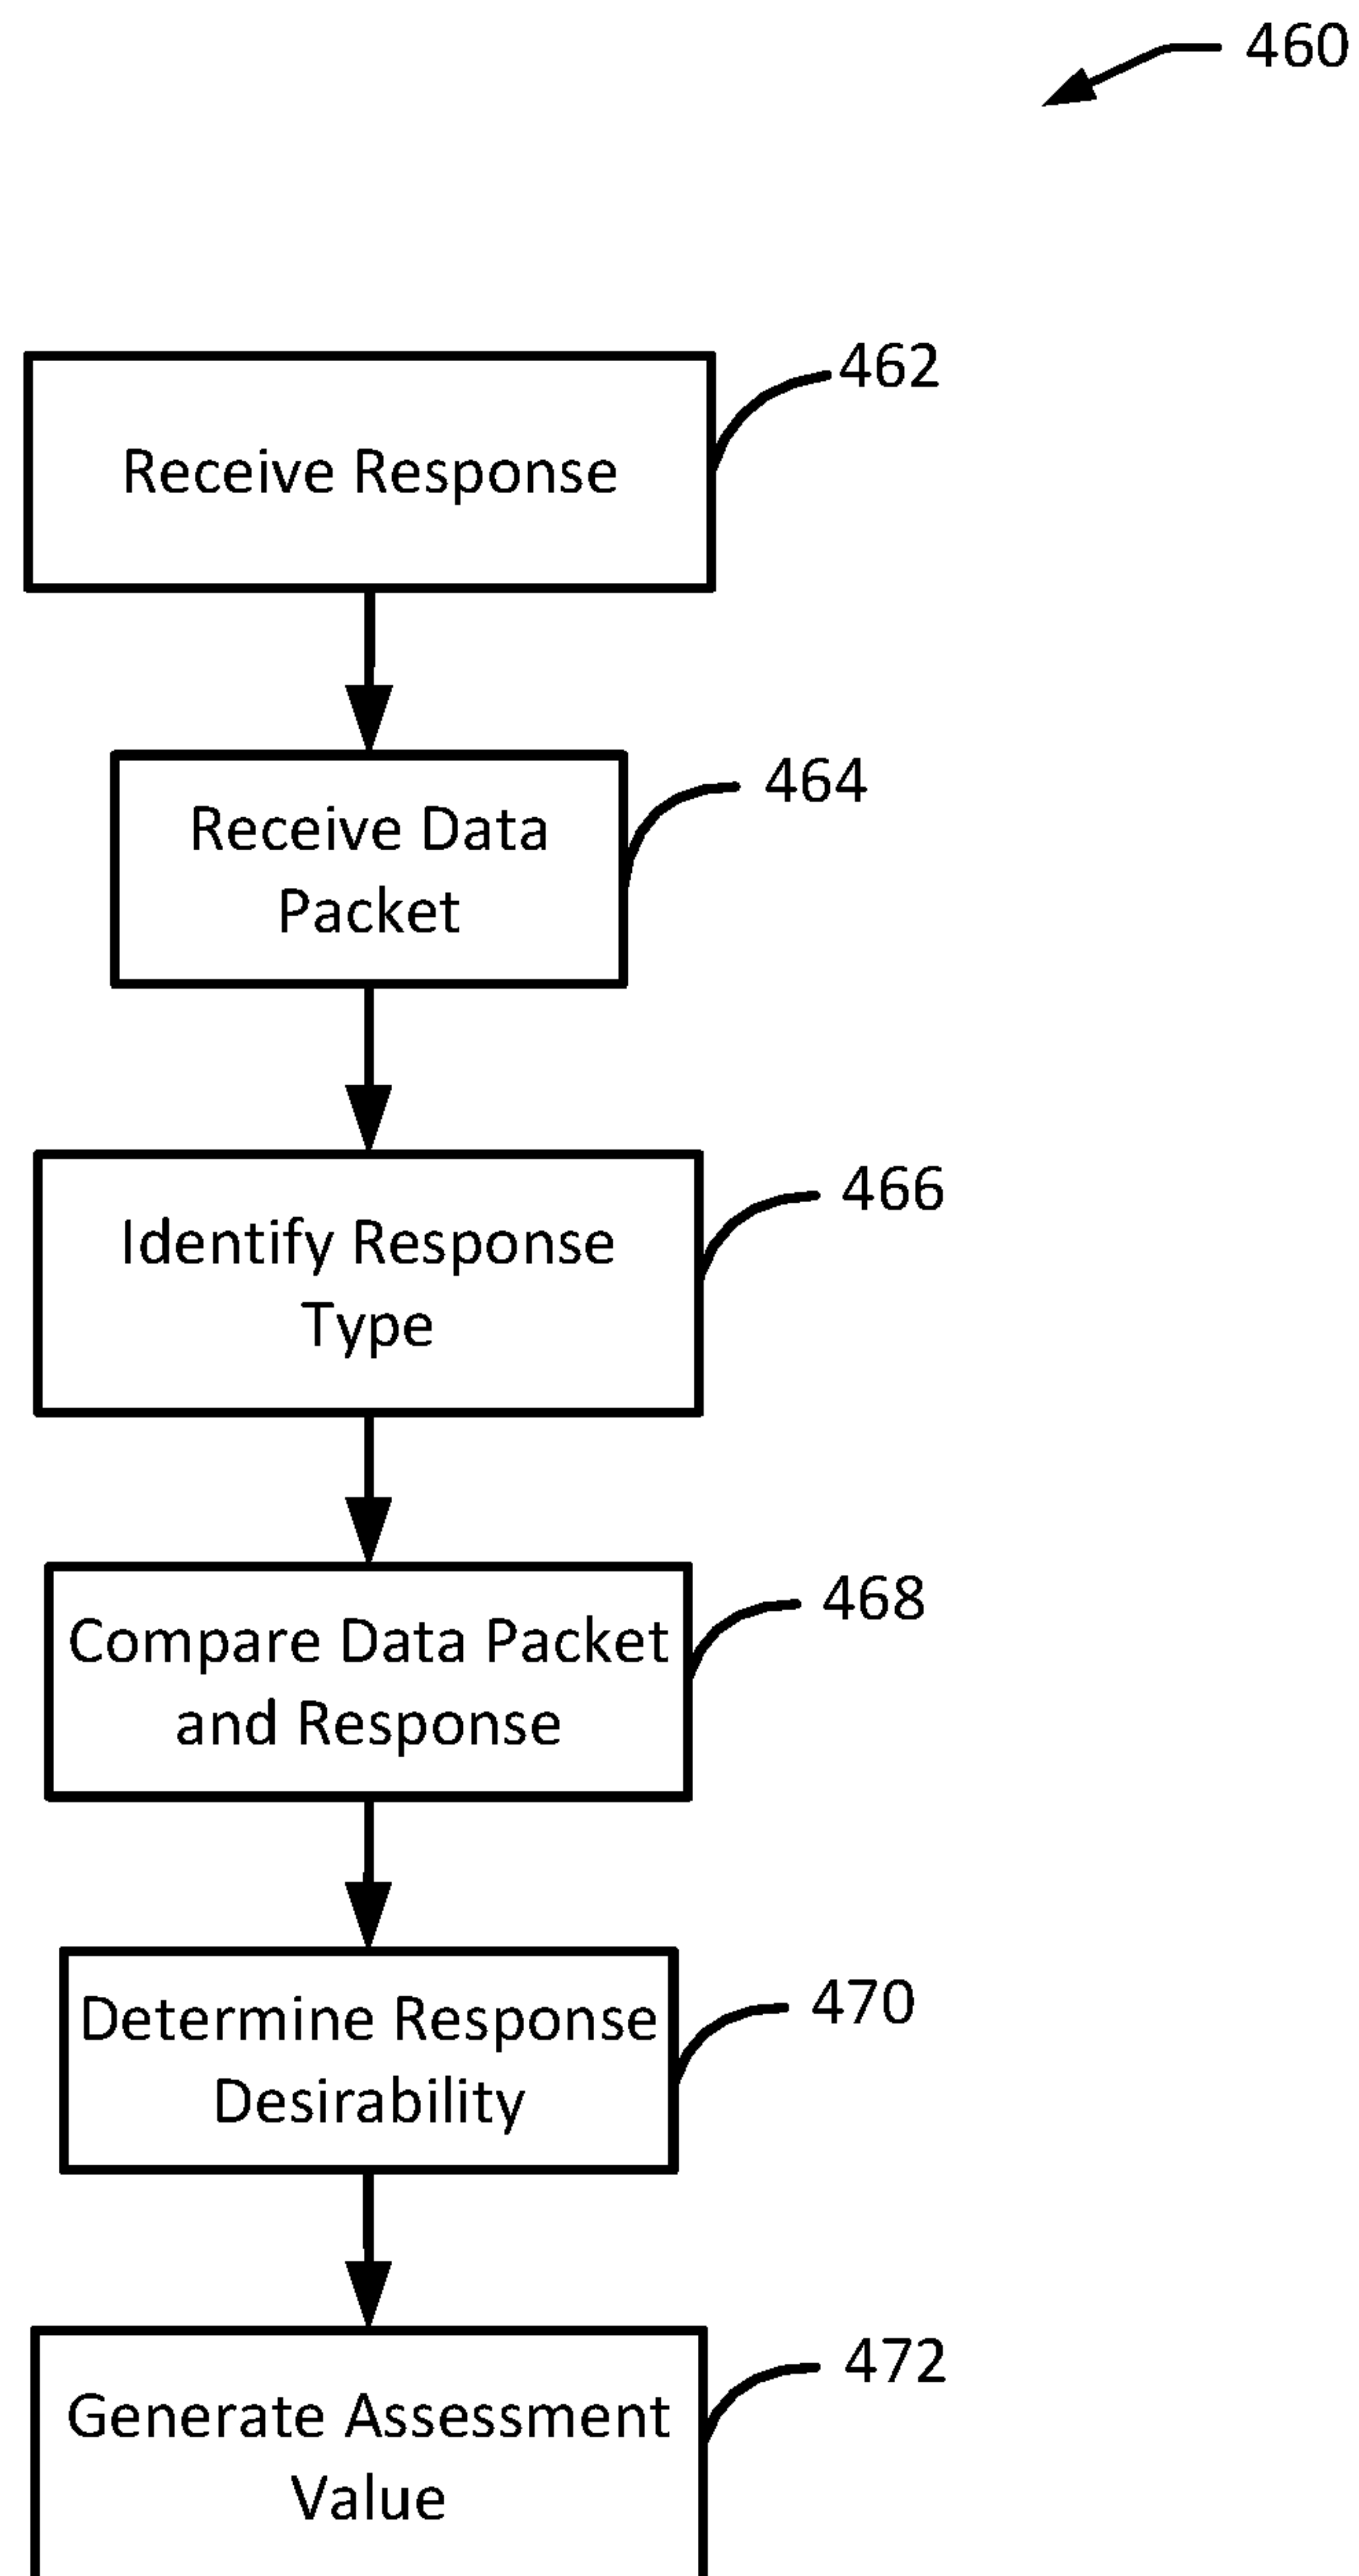 460
462
Receive Response
464
Receive Data
Packet
466
Identify Response
Type
468
Compare Data Packet
and Response
470
Determine Response
Desirability
472
Generate Assessment
Value